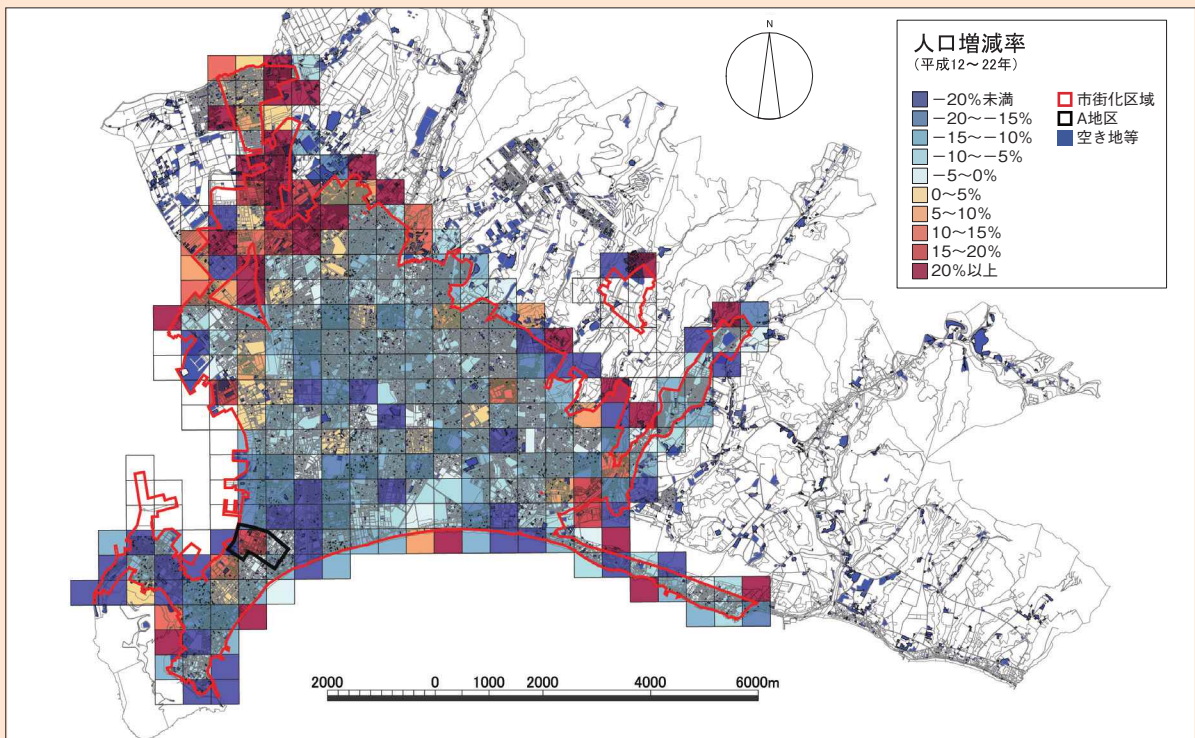 N
人口増減率
(平成12～22年)
－20%未満
－20～－15%
－15～－10%
－10～－5%
－5～0%
0～5%
5～10%
10～15%
15～20%
20%以上
市街化区域
A地区
空き地等
2000 0 1000 2000 4000 6000m